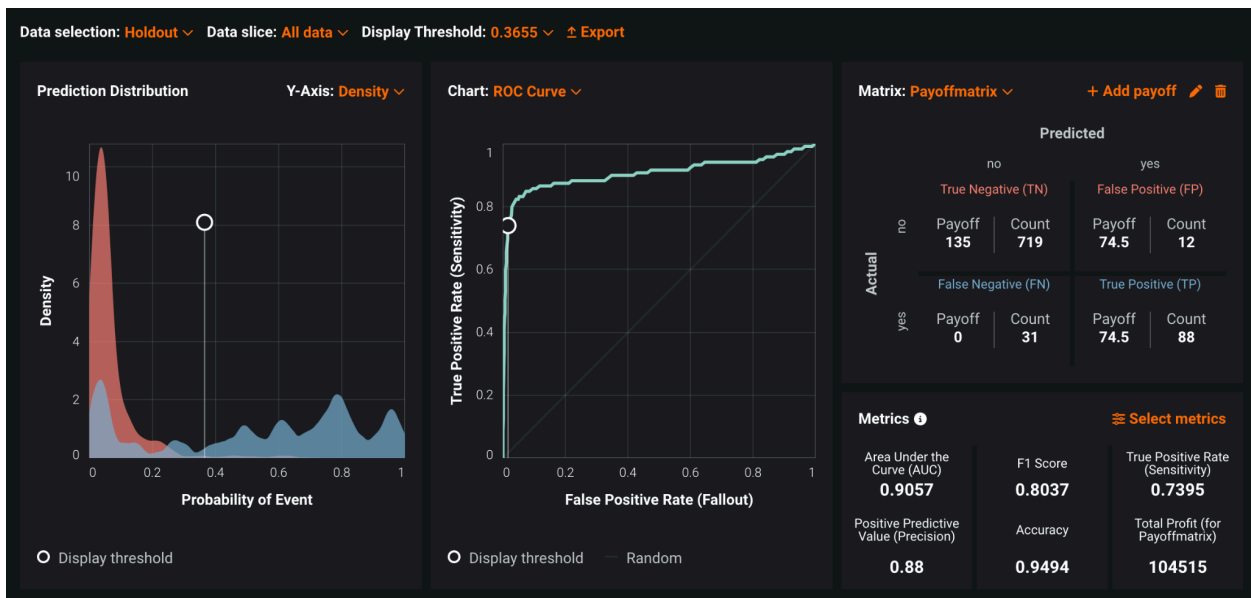 Data selection: Holdout Data slice: All data Display Threshold: 0.3655 Export
Prediction Distribution
Y-Axis: Density
10
8
6
4
2
0
Density
0 0.2 0.4 0.6 0.8 1
Probability of Event
Display threshold
Chart: ROC Curve
1
0.8
0.6
0.4
0.2
0
True Positive Rate (Sensitivity)
0 0.2 0.4 0.6 0.8 1
False Positive Rate (Fallout)
Display threshold Random
Matrix: Payoffmatrix
+ Add payoff
Predicted
no yes
Actual
no
True Negative (TN)
Payoff Count
135 719
False Positive (FP)
Payoff Count
74.5 12
yes
False Negative (FN)
Payoff Count
0 31
True Positive (TP)
Payoff Count
74.5 88
Metrics
Select metrics
Area Under the
Curve (AUC)
0.9057
F1 Score
0.8037
True Positive Rate
(Sensitivity)
0.7395
Positive Predictive
Value (Precision)
0.88
Accuracy
0.9494
Total Profit (for
Payoffmatrix)
104515